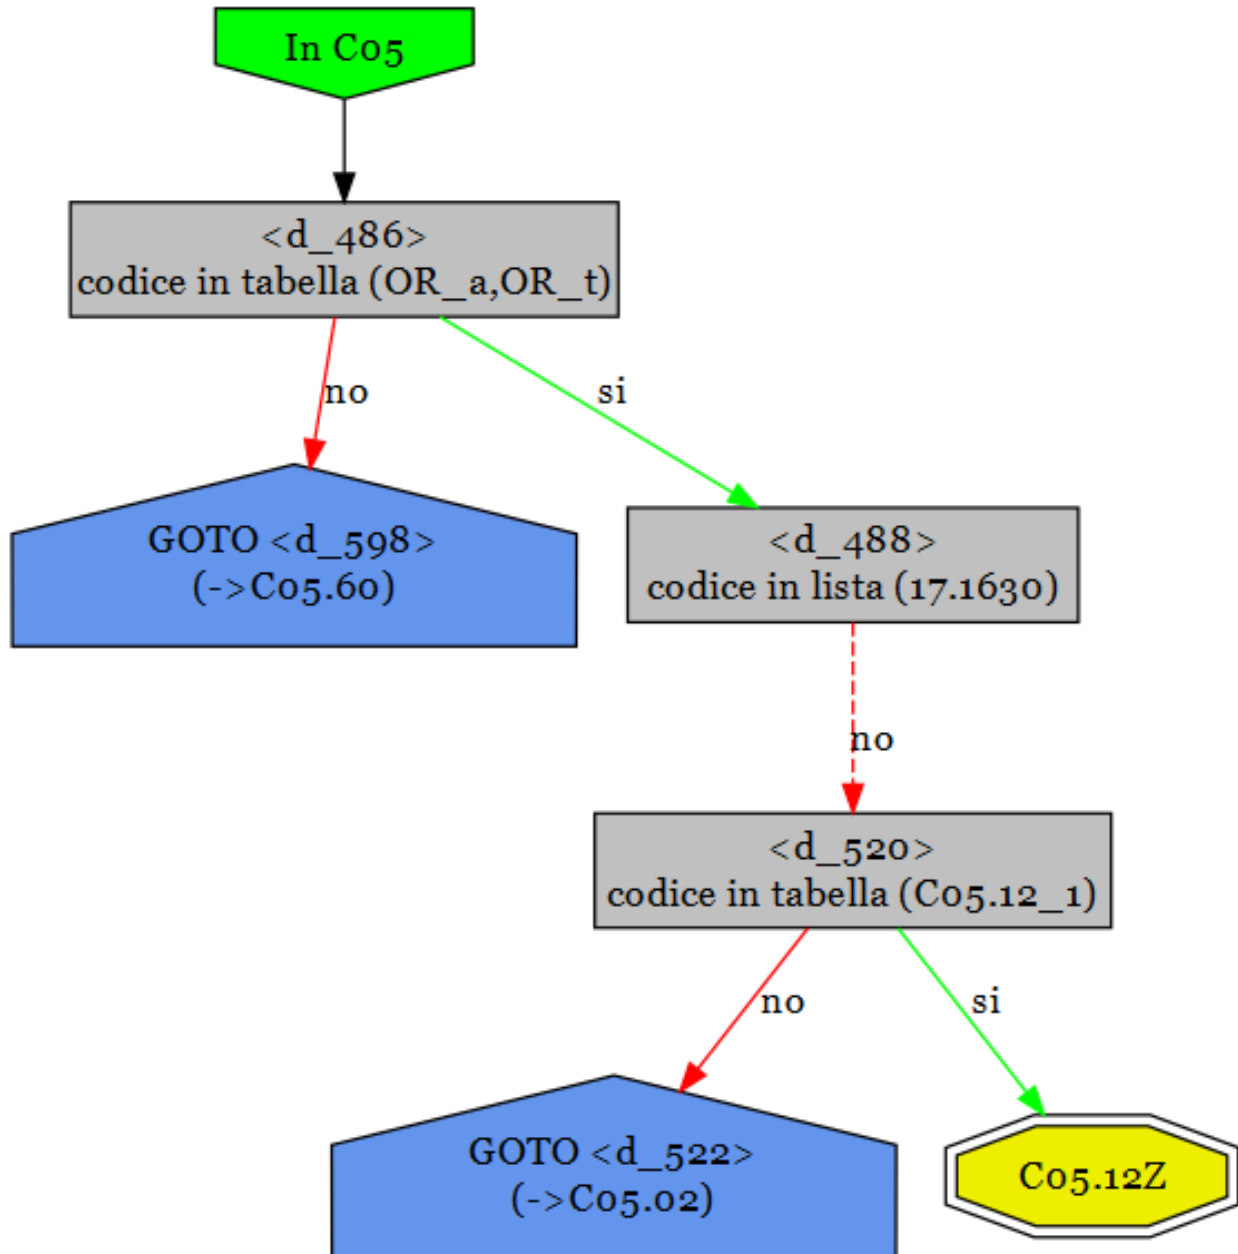 In C05
<d_486>
codice in tabella (OR_a,OR_t)
no
si
GOTO <d_598>
(->C05.60)
<d_488>
codice in lista (17.1630)
no
<d_520>
codice in tabella (C05.12_1)
no
si
GOTO <d_522>
(->C05.02)
C05.12Z